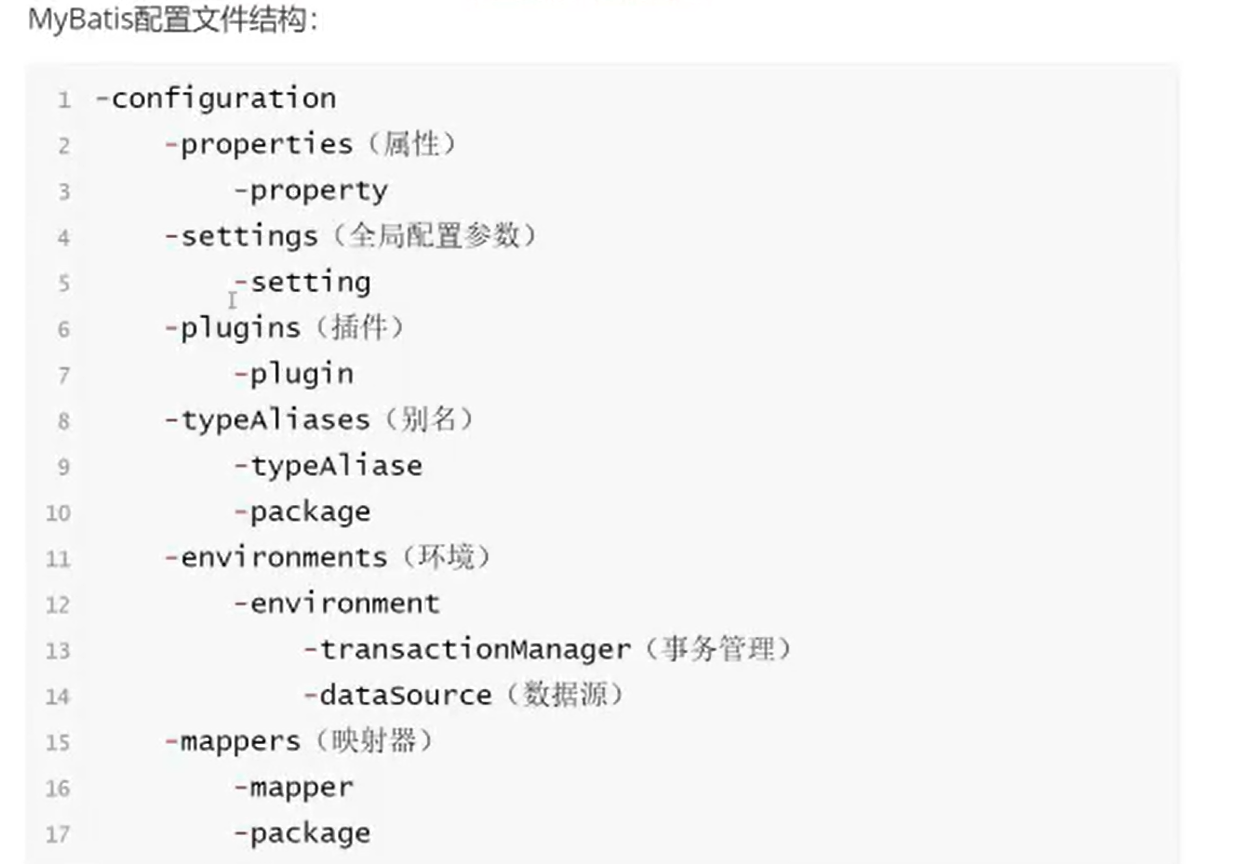 MyBatis配置文件结构：
1 -configuration
2 -properties（属性）
3 -property
4 -settings（全局配置参数）
5 -setting
6 -plugins（插件）
7 -plugin
8 -typeAliases（别名）
9 -typeAliase
10 -package
11 -environments（环境）
12 -environment
13 -transactionManager（事务管理）
14 -dataSource（数据源）
15 -mappers（映射器）
16 -mapper
17 -package